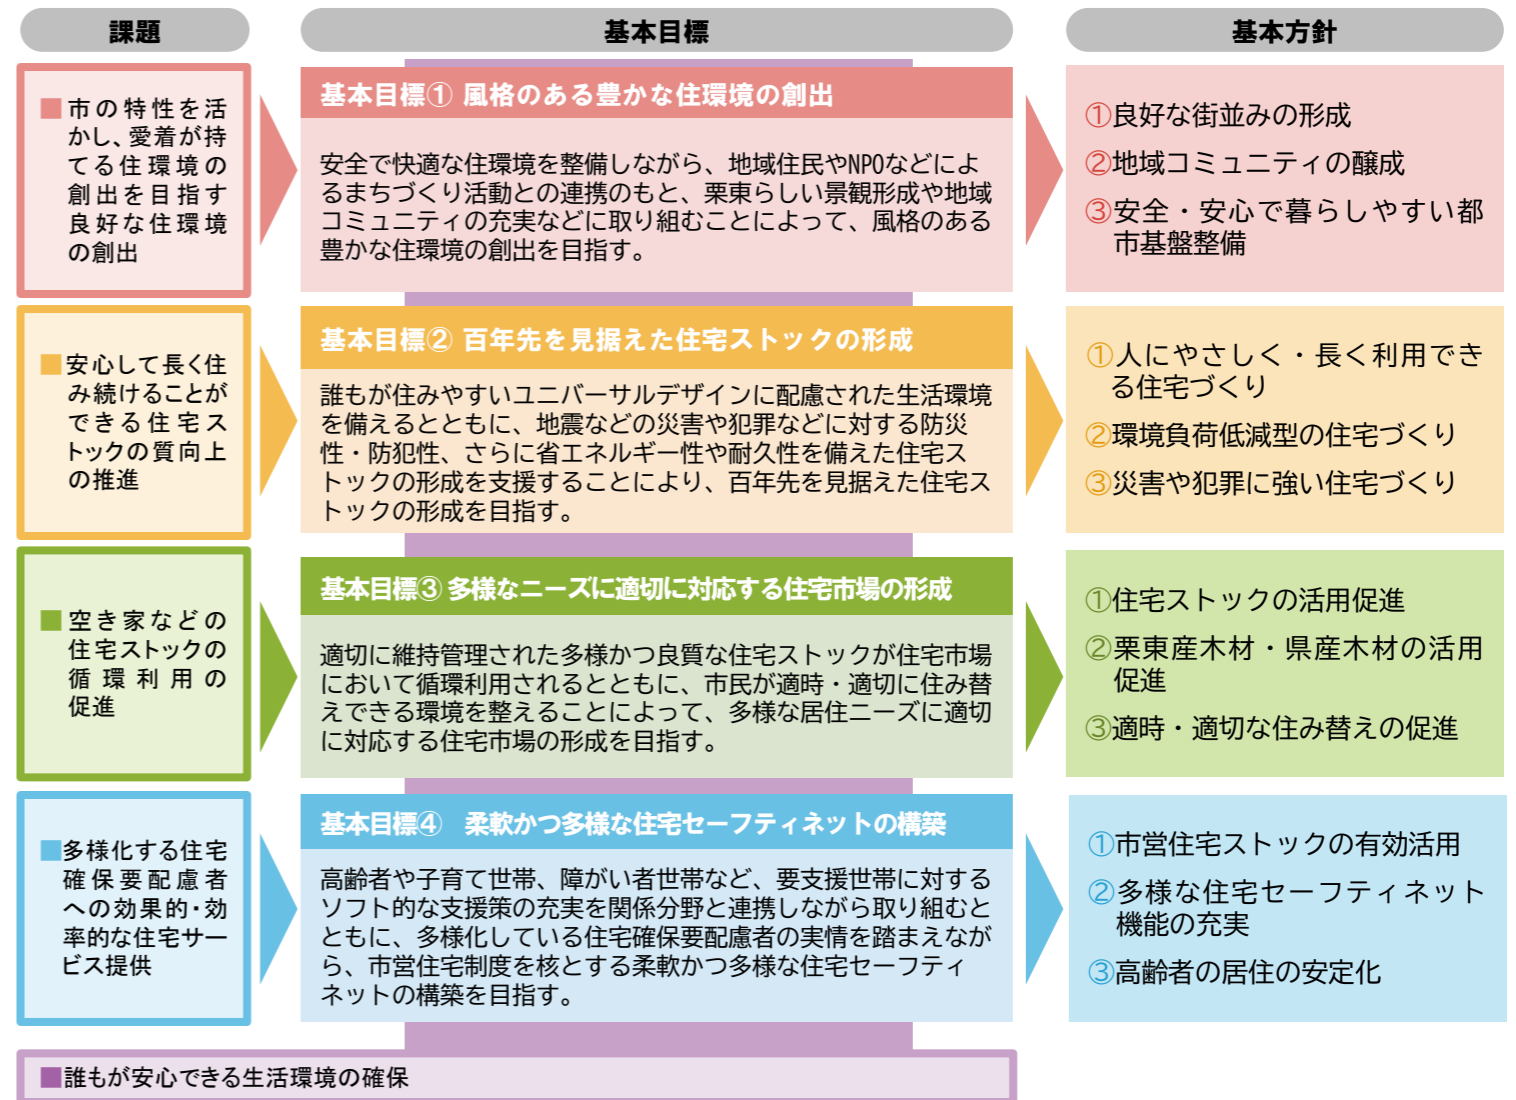 課題
基本目標
基本方針
■市の特性を活
かし、愛着が持
てる住環境の
創出を目指す
良好な住環境
の創出
基本目標① 風格のある豊かな住環境の創出
安全で快適な住環境を整備しながら、地域住民やNPOなどによ
るまちづくり活動との連携のもと、栗東らしい景観形成や地域
コミュニティの充実などに取り組むことによって、風格のある
豊かな住環境の創出を目指す。
①良好な街並みの形成
②地域コミュニティの醸成
③安全・安心で暮らしやすい都
市基盤整備
■安心して長く住
み続けることが
できる住宅ス
トックの質向上
の推進
基本目標② 百年先を見据えた住宅ストックの形成
誰もが住みやすいユニバーサルデザインに配慮された生活環境
を備えるとともに、地震などの災害や犯罪などに対する防災
性・防犯性、さらに省エネルギー性や耐久性を備えた住宅ス
トックの形成を支援することにより、百年先を見据えた住宅ス
トックの形成を目指す。
①人にやさしく・長く利用でき
る住宅づくり
②環境負荷低減型の住宅づくり
③災害や犯罪に強い住宅づくり
■空き家などの
住宅ストックの
循環利用の
促進
基本目標③ 多様なニーズに適切に対応する住宅市場の形成
適切に維持管理された多様かつ良質な住宅ストックが住宅市場
において循環利用されるとともに、市民が適時・適切に住み替
えできる環境を整えることによって、多様な居住ニーズに適切
に対応する住宅市場の形成を目指す。
①住宅ストックの活用促進
②栗東産木材・県産木材の活用
促進
③適時・適切な住み替えの促進
■多様化する住宅
確保要配慮者
への効果的・効
率的な住宅サー
ビス提供
基本目標④ 柔軟かつ多様な住宅セーフティネットの構築
高齢者や子育て世帯、障がい者世帯など、要支援世帯に対する
ソフト的な支援策の充実を関係分野と連携しながら取り組むと
ともに、多様化している住宅確保要配慮者の実情を踏まえなが
ら、市営住宅制度を核とする柔軟かつ多様な住宅セーフティ
ネットの構築を目指す。
①市営住宅ストックの有効活用
②多様な住宅セーフティネット
機能の充実
③高齢者の居住の安定化
■誰もが安心できる生活環境の確保